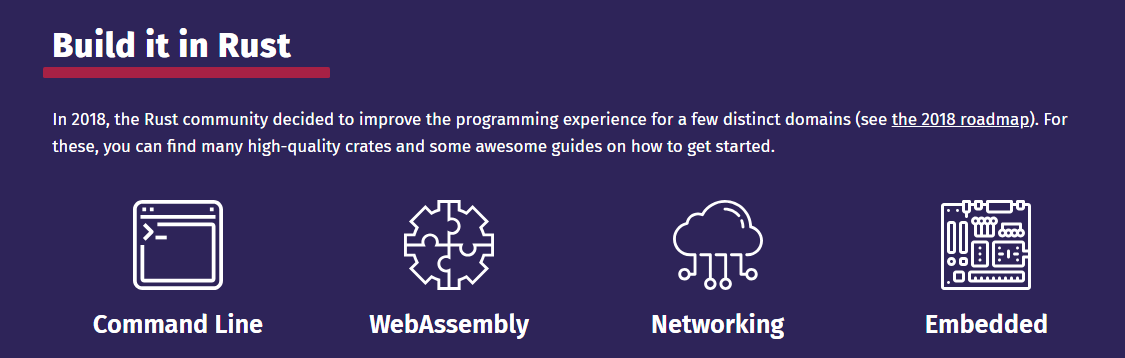 Build it in Rust
In 2018, the Rust community decided to improve the programming experience for a few distinct domains (see the 2018 roadmap). For
these, you can find many high-quality crates and some awesome guides on how to get started.
Command Line
WebAssembly
Networking
Embedded